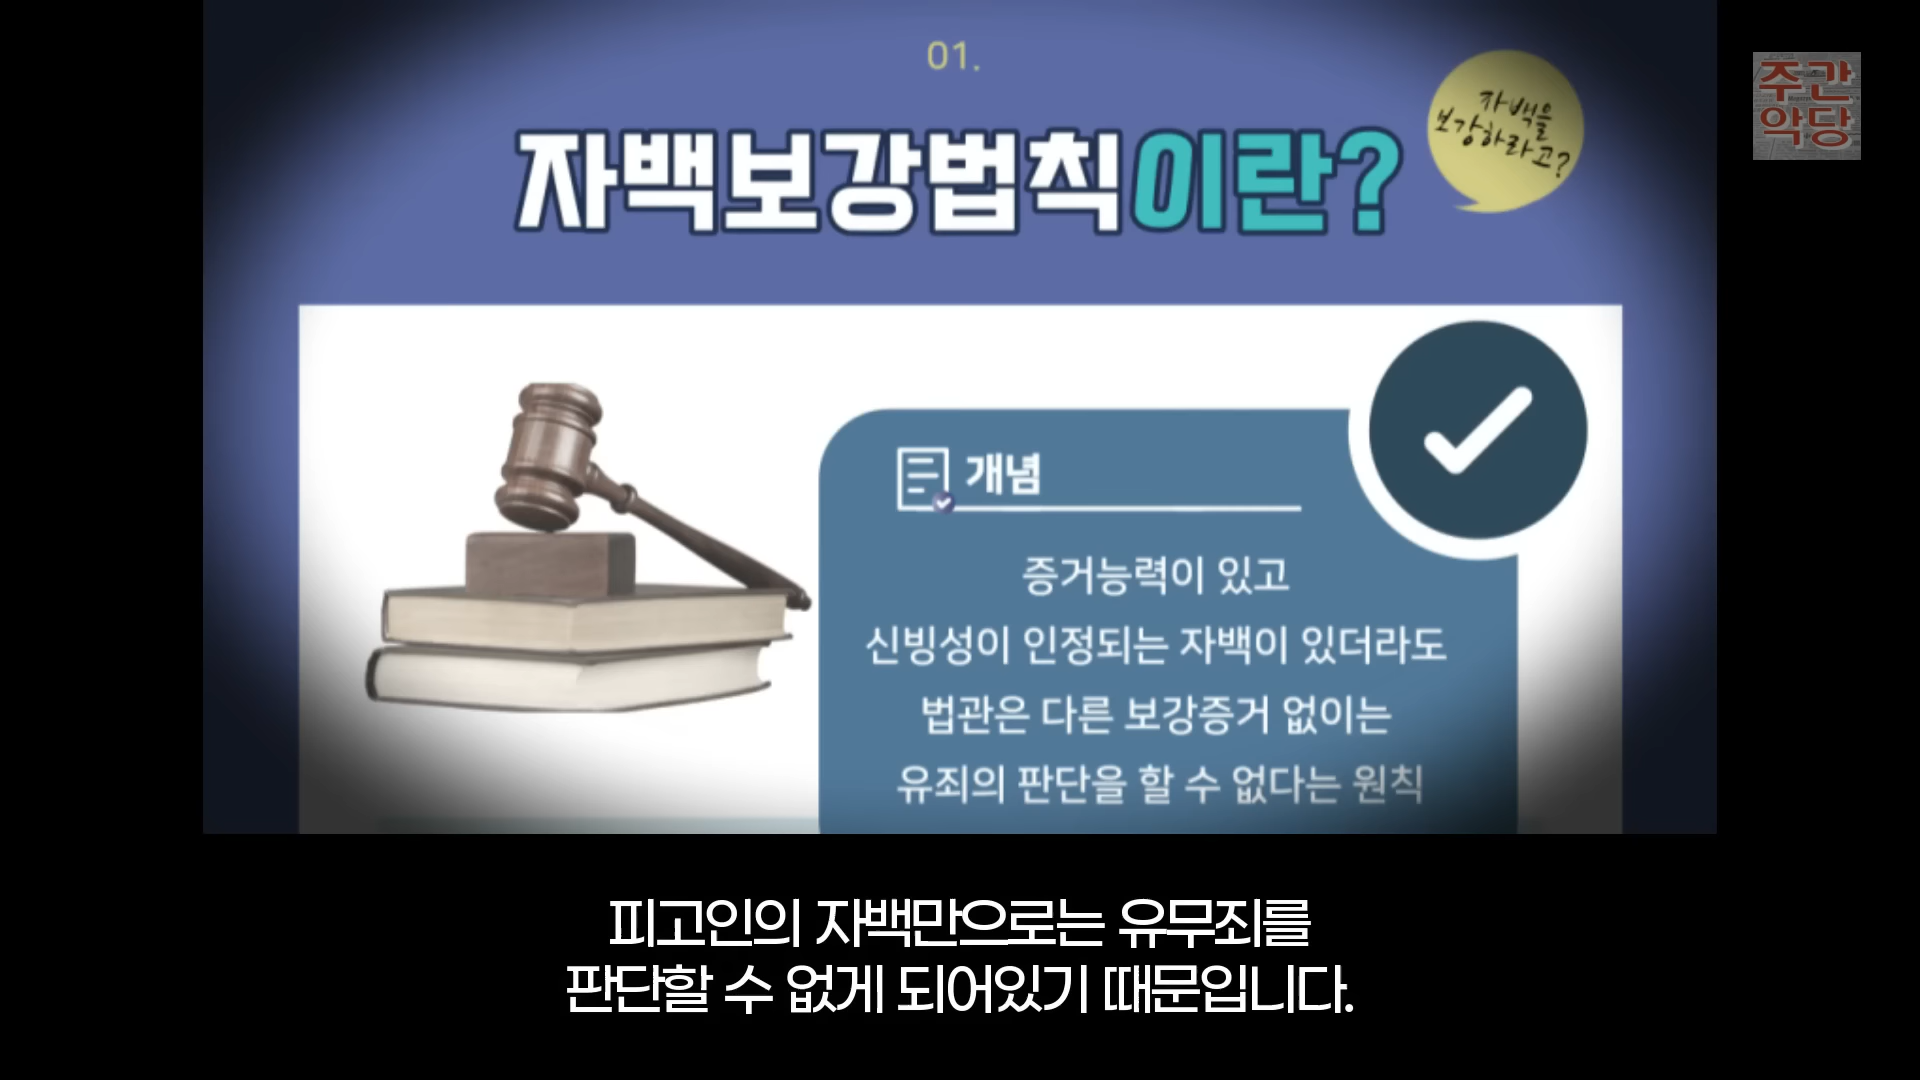 01.
자백보강법칙이란?
자백을
보강하라고?
주간
악당
개념
증거능력이 있고
신빙성이 인정되는 자백이 있더라도
법관은 다른 보강증거 없이는
유죄의 판단을 할 수 없다는 원칙
피고인의 자백만으로는 유무죄를
판단할 수 없게 되어있기 때문입니다.